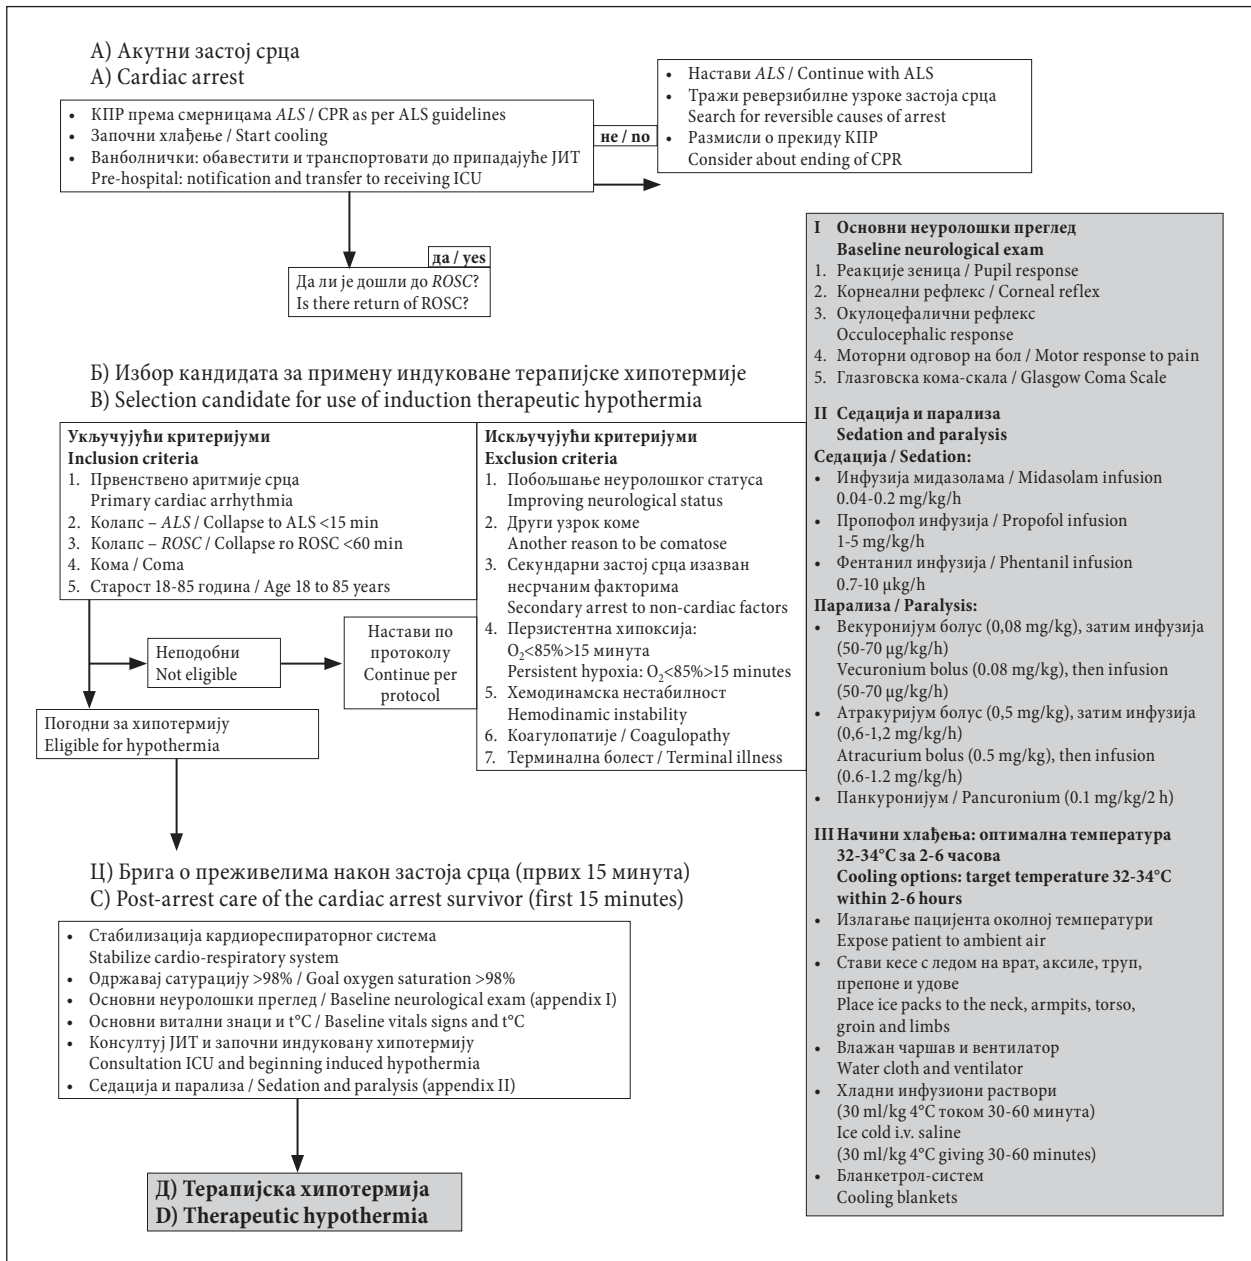 А) Акутни застој срца
A) Cardiac arrest
• КПР према смерницама ALS / CPR as per ALS guidelines
• Започни хлађење / Start cooling
• Ванболнички: обавестити и транспортовати до припадајуће ЈИТ
Pre-hospital: notification and transfer to receiving ICU
не / no
• Настави ALS / Continue with ALS
• Тражи реверзибилне узроке застоја срца
Search for reversible causes of arrest
• Размисли о прекиду КПР
Consider about ending of CPR
да / yes
Да ли је дошли до ROSC?
Is there return of ROSC?
Б) Избор кандидата за примену индуковане терапијске хипотермије
B) Selection candidate for use of induction therapeutic hypothermia
Укључујући критеријуми
Inclusion criteria
1. Првенствено аритмије срца
Primary cardiac arrhythmia
2. Колапс – ALS / Collapse to ALS <15 min
3. Колапс – ROSC / Collapse ro ROSC <60 min
4. Кома / Coma
5. Старост 18-85 година / Age 18 to 85 years
Искључујући критеријуми
Exclusion criteria
1. Побољшање неуролошког статуса
Improving neurological status
2. Други узрок коме
Another reason to be comatose
3. Секундарни застој срца изазван
несрчаним факторима
Secondary arrest to non-cardiac factors
4. Перзистентна хипоксија:
O₂<85%>15 минута
Persistent hypoxia: O₂<85%>15 minutes
5. Хемодинамска нестабилност
Hemodinamic instability
6. Коагулопатије / Coagulopathy
7. Терминална болест / Terminal illness
Неподобни
Not eligible
Настави по
протоколу
Continue per
protocol
Погодни за хипотермију
Eligible for hypothermia
Ц) Брига о преживелима након застоја срца (првих 15 минута)
C) Post-arrest care of the cardiac arrest survivor (first 15 minutes)
• Стабилизација кардиореспираторног система
Stabilize cardio-respiratory system
• Одржавај сатурацију >98% / Goal oxygen saturation >98%
• Основни неуролошки преглед / Baseline neurological exam (appendix I)
• Основни витални знаци и t°C / Baseline vitals signs and t°C
• Консултуј ЈИТ и започни индуковану хипотермију
Consultation ICU and beginning induced hypothermia
• Седација и парализа / Sedation and paralysis (appendix II)
Д) Терапијска хипотермија
D) Therapeutic hypothermia
I Основни неуролошки преглед
Baseline neurological exam
1. Реакције зеница / Pupil response
2. Корнеални рефлекс / Corneal reflex
3. Окулоцефалични рефлекс
Occulocephalic response
4. Моторни одговор на бол / Motor response to pain
5. Глазговска кома-скала / Glasgow Coma Scale
II Седација и парализа
Sedation and paralysis
Седација / Sedation:
• Инфузија мидазолама / Midasolam infusion
0.04-0.2 mg/kg/h
• Пропофол инфузија / Propofol infusion
1-5 mg/kg/h
• Фентанил инфузија / Phentanil infusion
0.7-10 μkg/h
Парализа / Paralysis:
• Векуронијум болус (0,08 mg/kg), затим инфузија
(50-70 μg/kg/h)
Vecuronium bolus (0.08 mg/kg), then infusion
(50-70 μg/kg/h)
• Атракуријум болус (0,5 mg/kg), затим инфузија
(0,6-1,2 mg/kg/h)
Atracurium bolus (0.5 mg/kg), then infusion
(0.6-1.2 mg/kg/h)
• Панкуронијум / Pancuronium (0.1 mg/kg/2 h)
III Начини хлађења: оптимална температура
32-34°C за 2-6 часова
Cooling options: target temperature 32-34°C
within 2-6 hours
• Излагање пацијента околној температури
Expose patient to ambient air
• Стави кесе с ледом на врат, аксиле, труп,
препоне и удове
Place ice packs to the neck, armpits, torso,
groin and limbs
• Влажан чаршав и вентилатор
Water cloth and ventilator
• Хладни инфузиони раствори
(30 ml/kg 4°C током 30-60 минута)
Ice cold i.v. saline
(30 ml/kg 4°C giving 30-60 minutes)
• Бланкетрол-систем
Cooling blankets